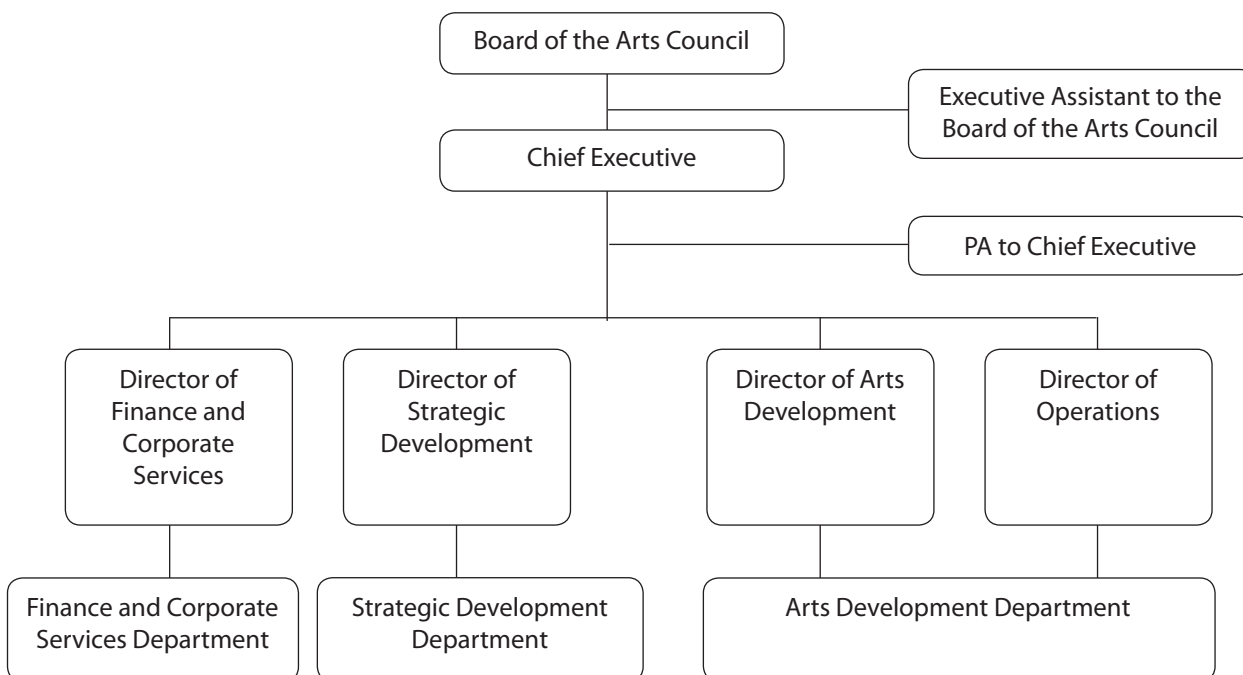 Board of the Arts Council
Executive Assistant to the
Board of the Arts Council
Chief Executive
PA to Chief Executive
Director of
Finance and
Corporate
Services
Director of
Strategic
Development
Director of Arts
Development
Director of
Operations
Finance and Corporate
Services Department
Strategic Development
Department
Arts Development Department